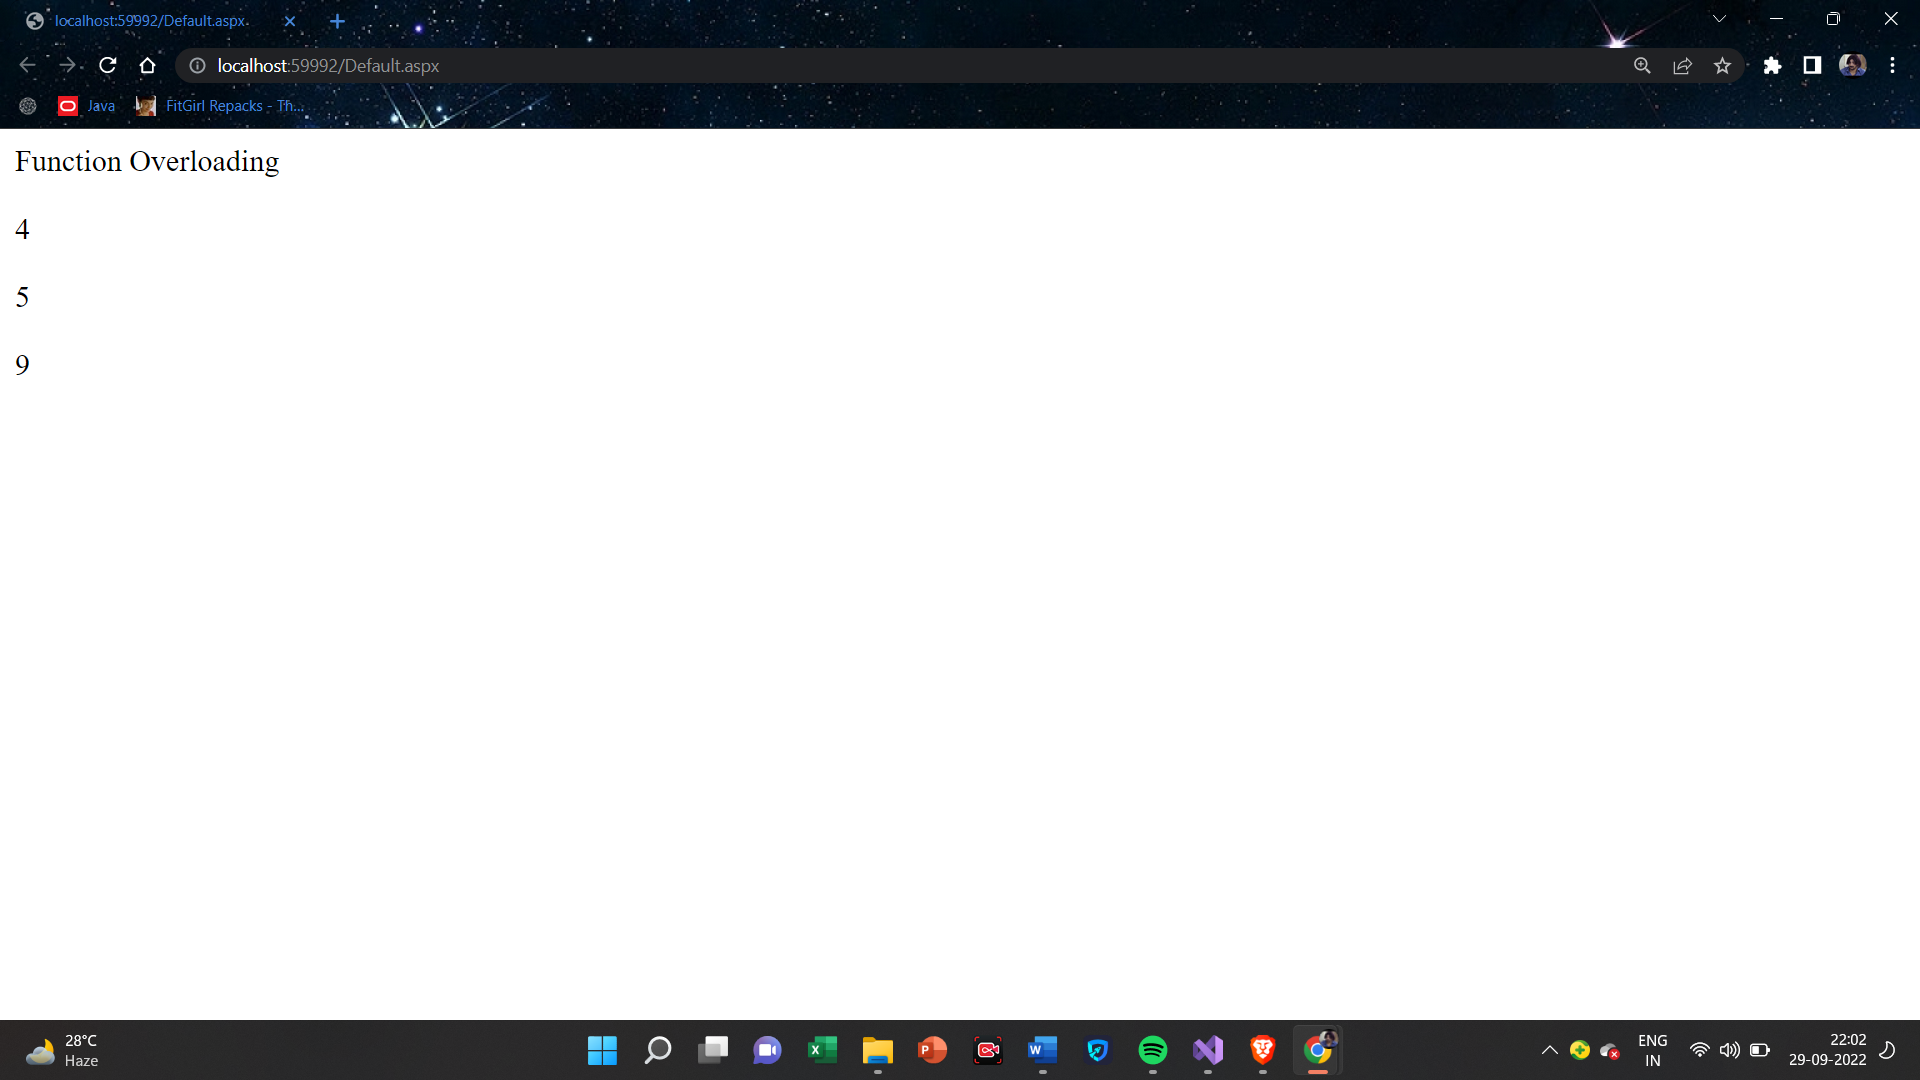 localhost:59992/Default.aspx
localhost:59992/Default.aspx
Java
FitGirl Repacks - Th...
Function Overloading
4
5
9
28°C
Haze
ENG
IN
22:02
29-09-2022